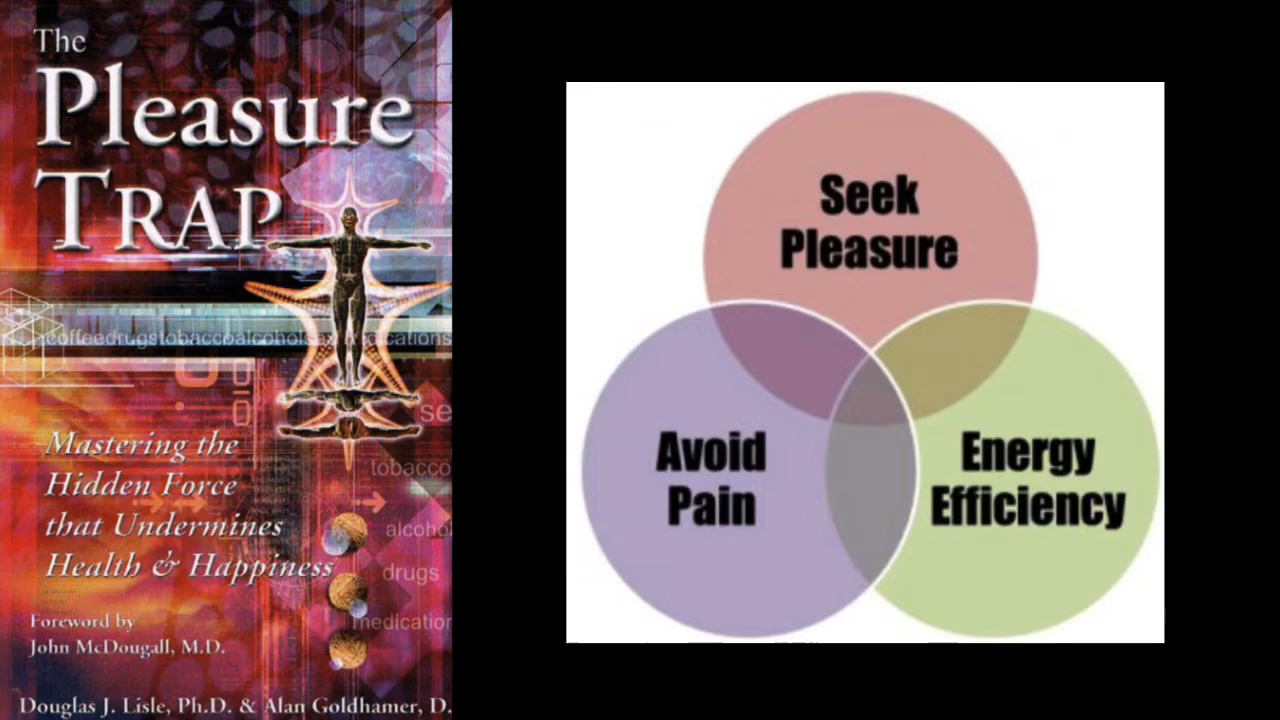 The
Pleasure
TRAP
coffeedrugstobaccoalcohol
se
Mastering the
Hidden Force
that Undermines
Health & Happiness
tobacco
alcohol
drugs
medication
Foreword by
John McDougall, M.D.
Douglas J. Lisle, Ph.D. & Alan Goldhamer, D.
Seek
Pleasure
Avoid
Pain
Energy
Efficiency